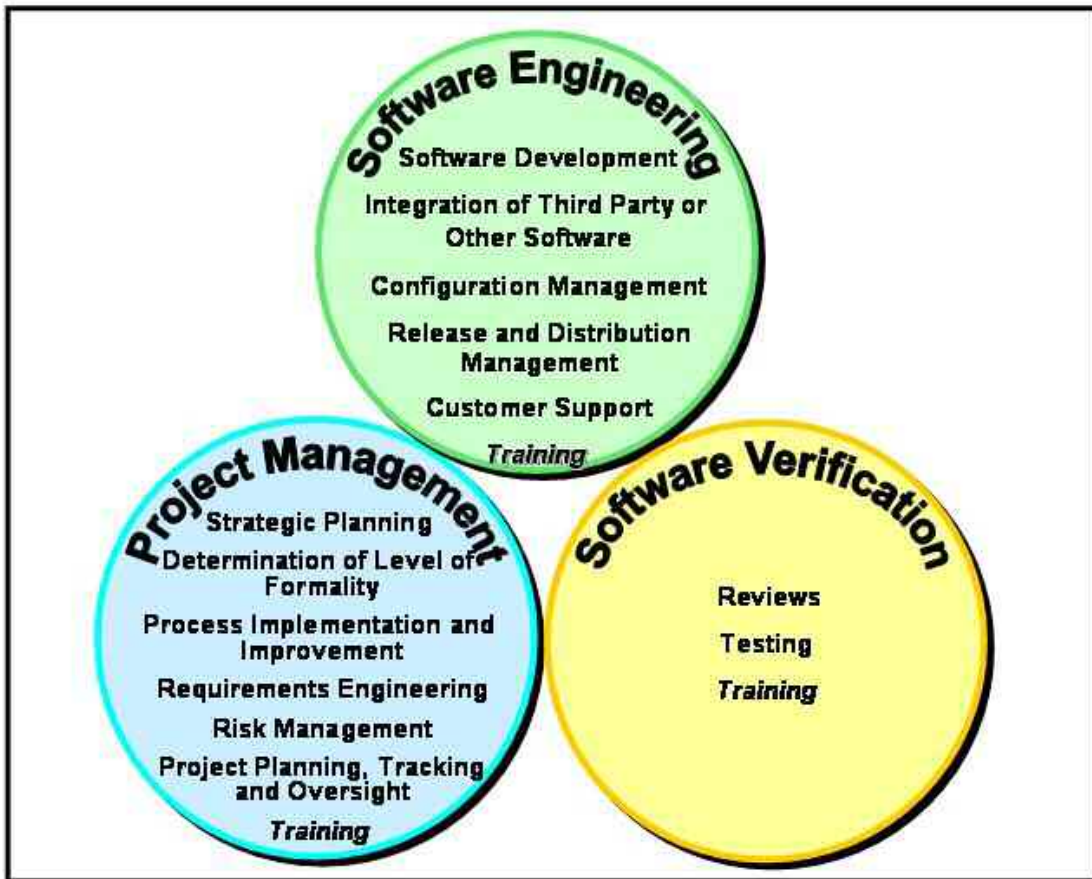 Software Engineering
Software Development
Integration of Third Party or
Other Software
Configuration Management
Release and Distribution
Management
Customer Support
Training
Project Management
Strategic Planning
Determination of Level of
Formality
Process Implementation and
Improvement
Requirements Engineering
Risk Management
Project Planning, Tracking
and Oversight
Training
Software Verification
Reviews
Testing
Training